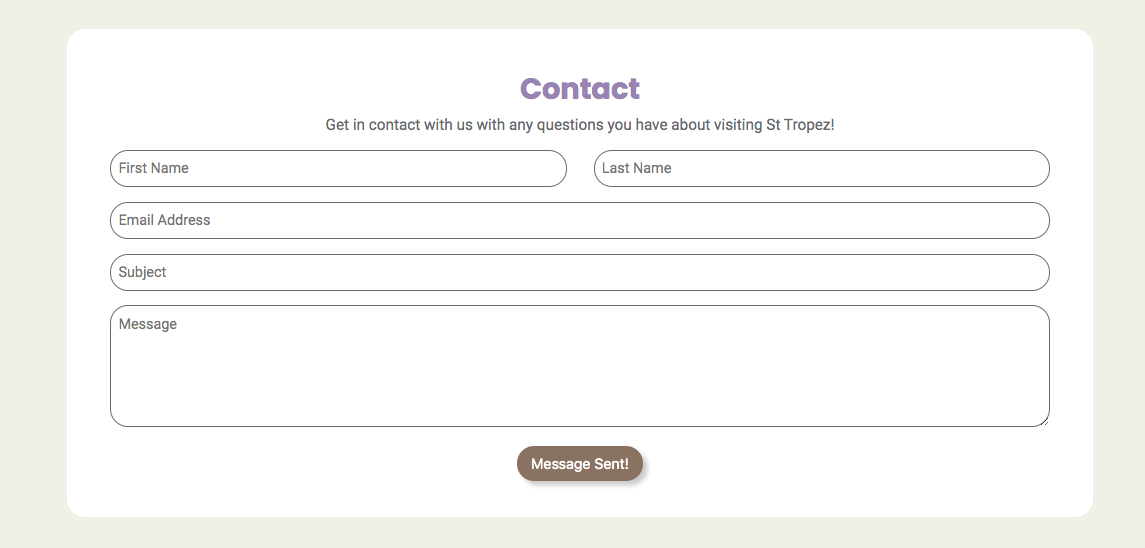 Contact
Get in contact with us with any questions you have about visiting St Tropez!
First Name
Last Name
Email Address
Subject
Message
Message Sent!